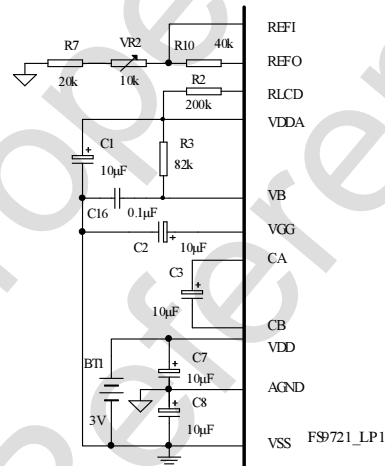 REFI
R7 VR2 R10 40k REFO
20k 10k R2 RLCD
200k
VDDA
C1 R3
10μF 82k
C16 0.1μF VB
VGG
C2 10μF CA
C3
10μF CB
VDD
BT1 C7
10μF AGND
C8
3V 10μF VSS FS9721_LP1